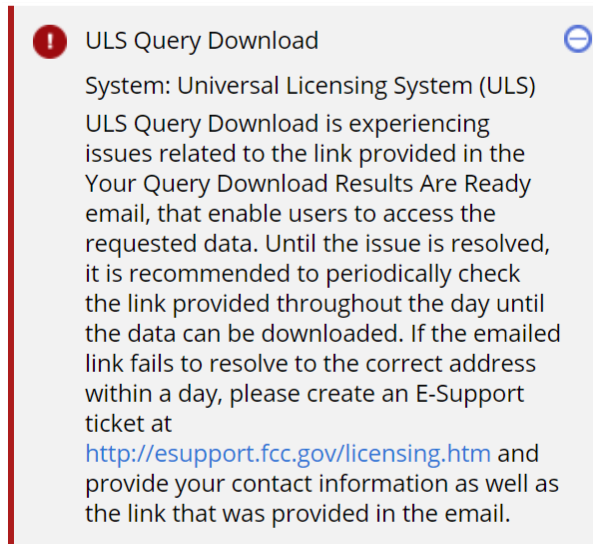 ULS Query Download
System: Universal Licensing System (ULS)
ULS Query Download is experiencing
issues related to the link provided in the
Your Query Download Results Are Ready
email, that enable users to access the
requested data. Until the issue is resolved,
it is recommended to periodically check
the link provided throughout the day until
the data can be downloaded. If the emailed
link fails to resolve to the correct address
within a day, please create an E-Support
ticket at
http://esupport.fcc.gov/licensing.htm and
provide your contact information as well as
the link that was provided in the email.